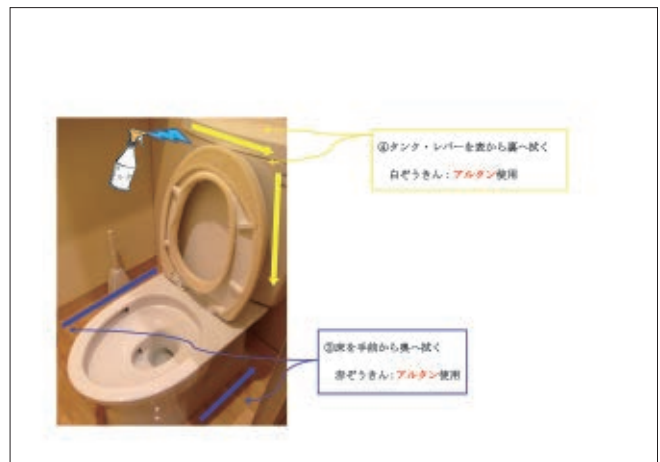 ④タンク・レバーを表から裏へ拭く
白ぞうきん：アルタン使用
③床を手前から奥へ拭く
赤ぞうきん：アルタン使用